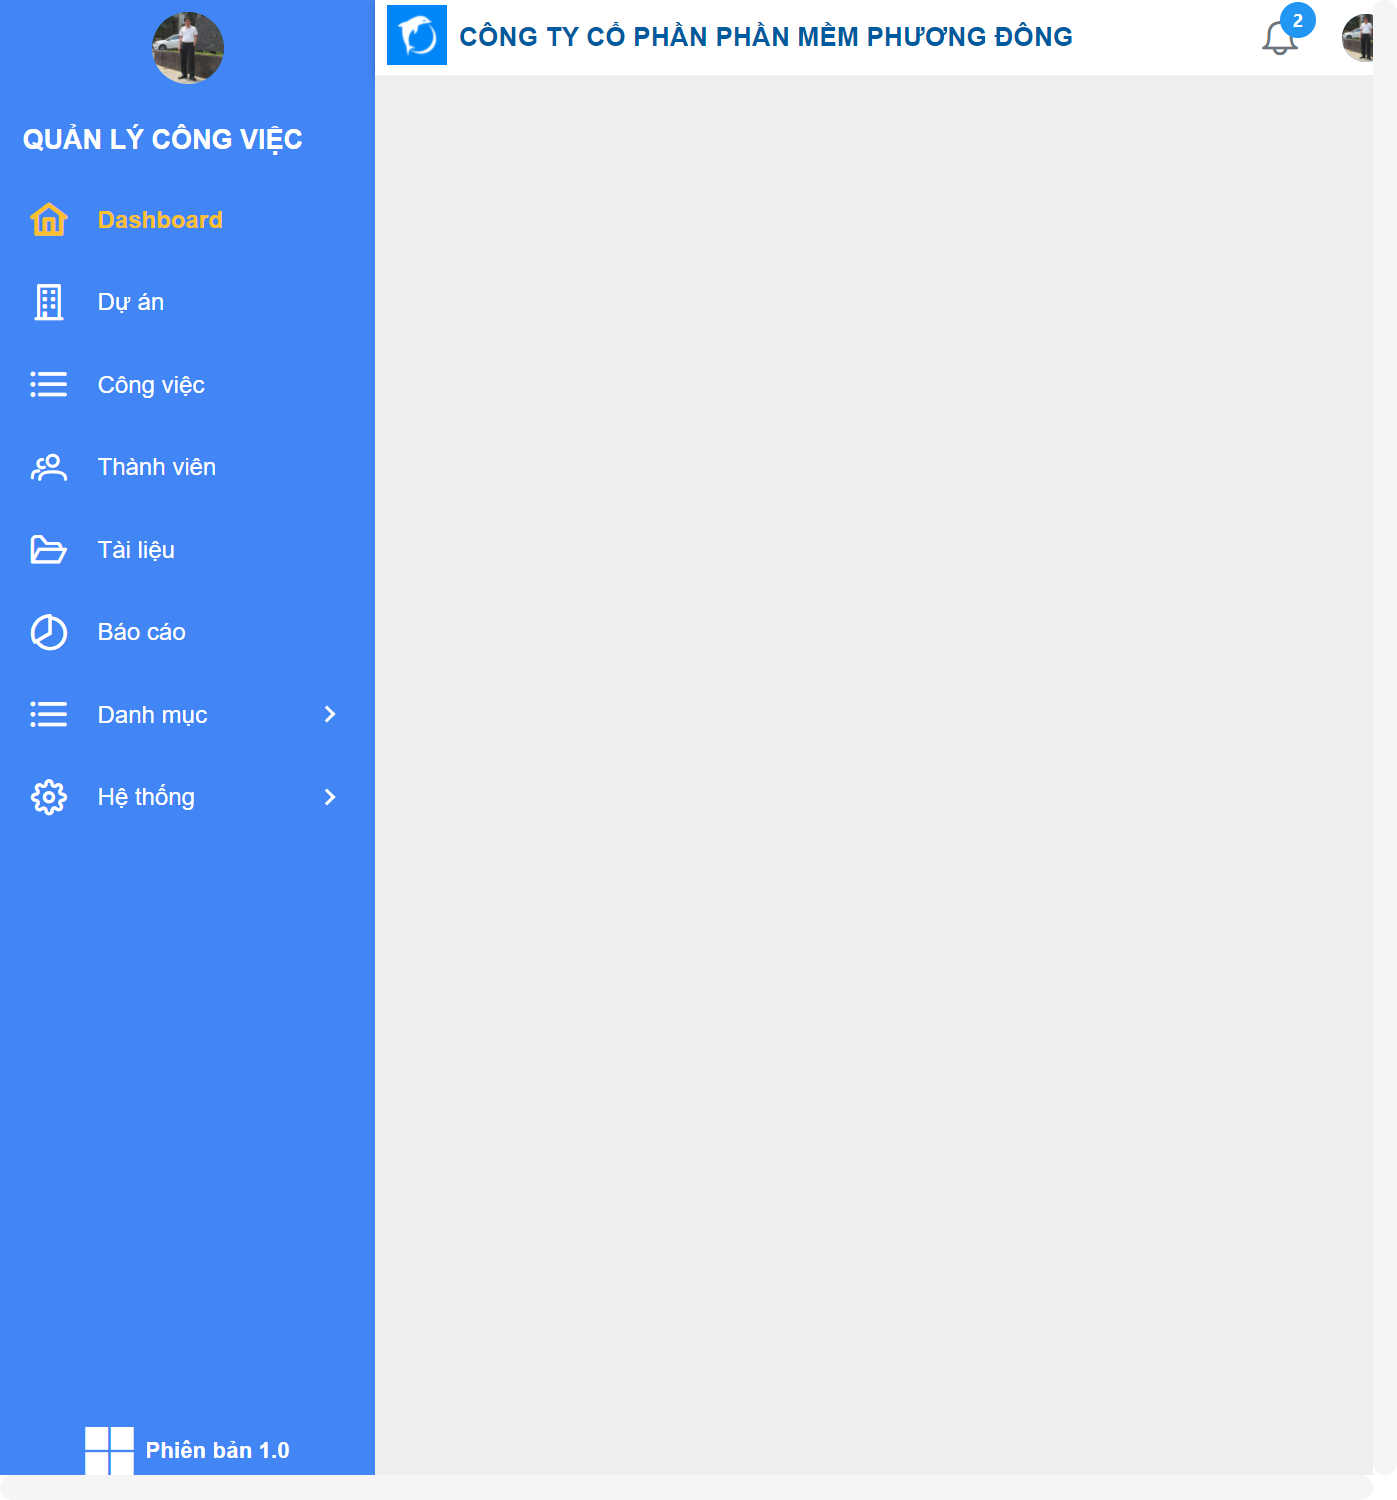 CÔNG TY CỔ PHẦN PHẦN MỀM PHƯƠNG ĐÔNG
2
QUẢN LÝ CÔNG VIỆC
Dashboard
Dự án
Công việc
Thành viên
Tài liệu
Báo cáo
Danh mục
Hệ thống
Phiên bản 1.0